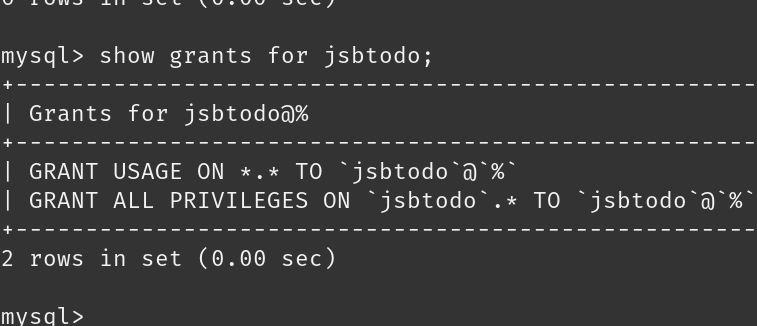 0 rows in set (0.00 sec)
mysql> show grants for jsbtodo;
+-----------------------------------------------------
| Grants for jsbtodo@%
+-----------------------------------------------------
| GRANT USAGE ON *.* TO `jsbtodo`@`%`
| GRANT ALL PRIVILEGES ON `jsbtodo`.* TO `jsbtodo`@`%`
+-----------------------------------------------------
2 rows in set (0.00 sec)
mysql>